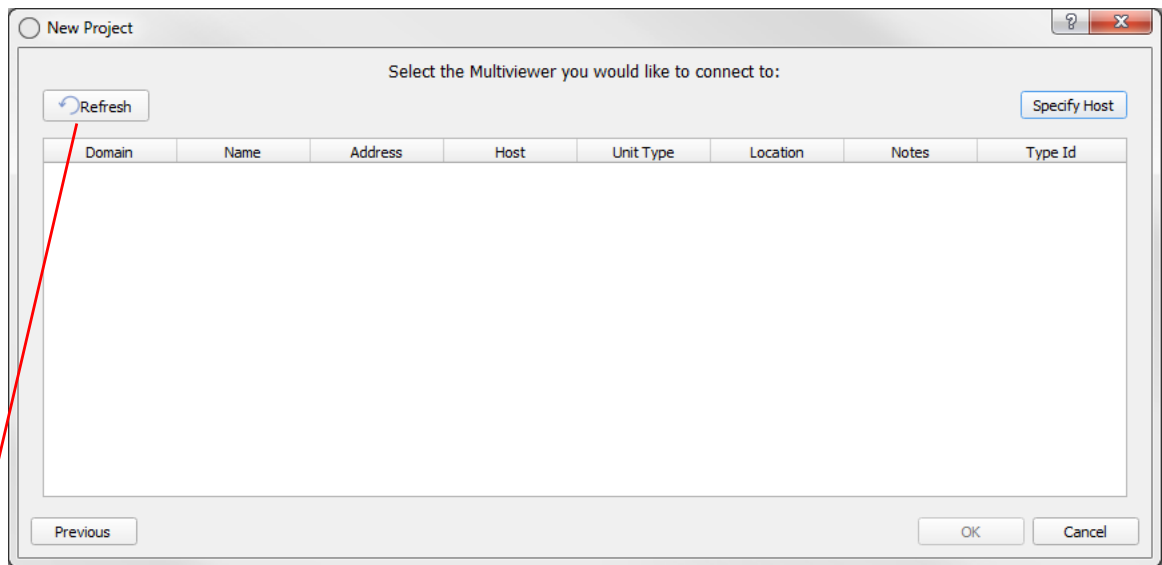 New Project
Select the Multiviewer you would like to connect to:
Refresh
Specify Host
Domain Name Address Host Unit Type Location Notes Type Id
Previous OK Cancel